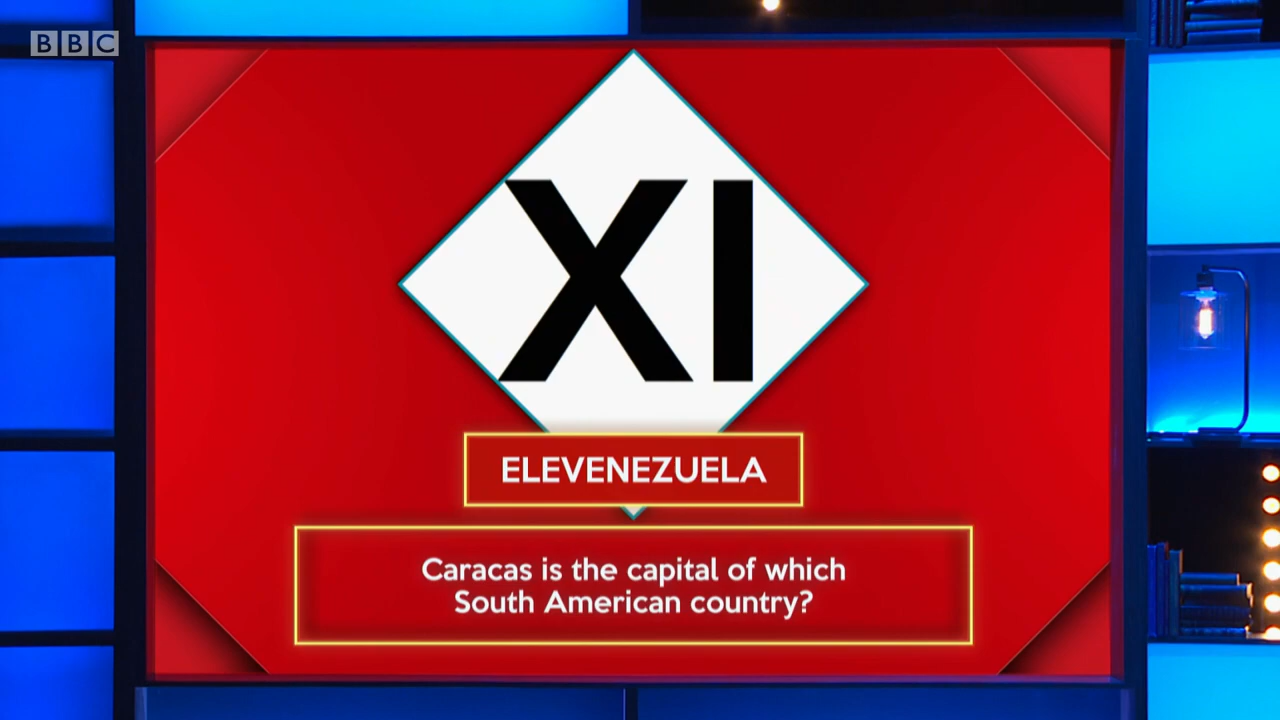 BBC
XI
ELEVENEZUELA
Caracas is the capital of which
South American country?